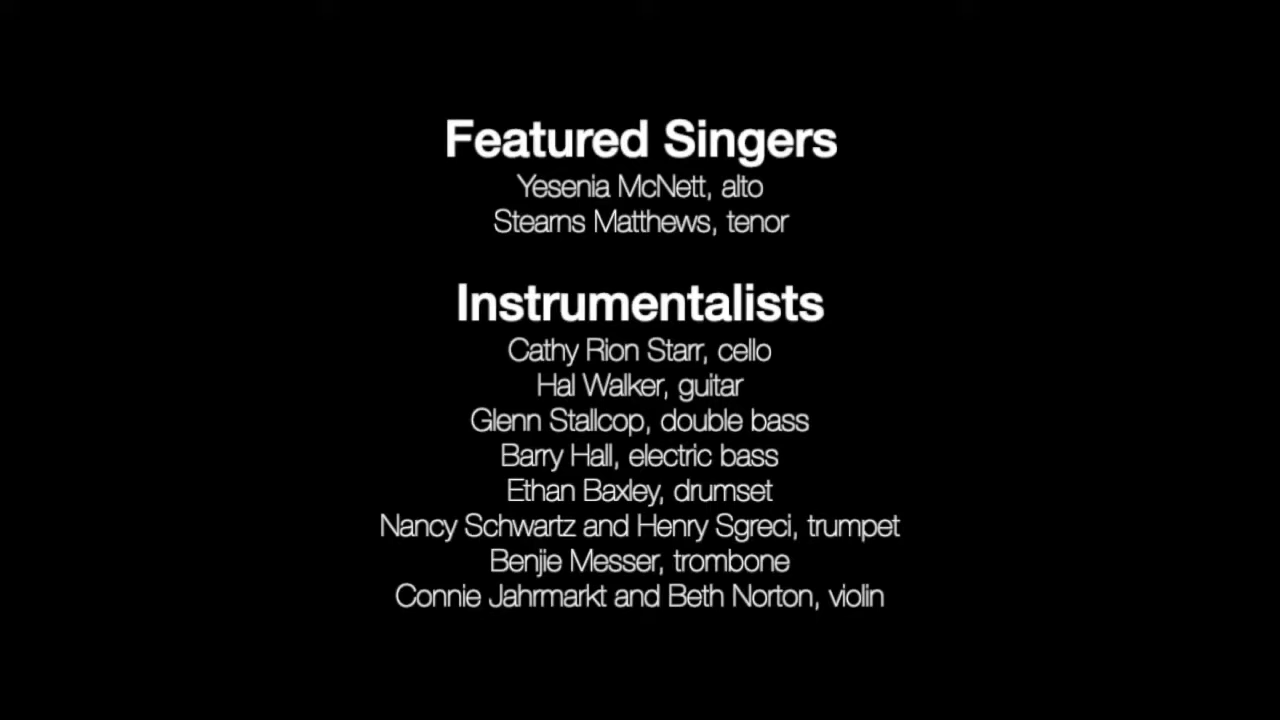 Featured Singers
Yesenia McNett, alto
Stearns Matthews, tenor
Instrumentalists
Cathy Rion Starr, cello
Hal Walker, guitar
Glenn Stallcop, double bass
Barry Hall, electric bass
Ethan Baxley, drumset
Nancy Schwartz and Henry Sgreci, trumpet
Benjie Messer, trombone
Connie Jahrmarkt and Beth Norton, violin